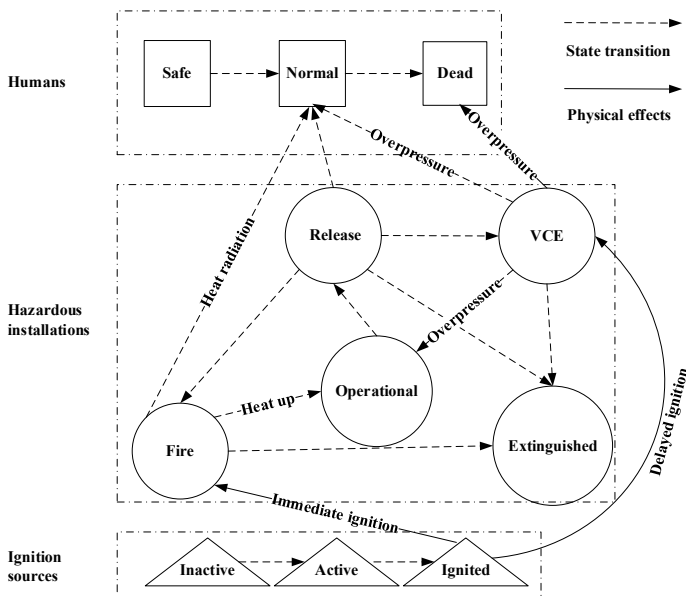 State transition
Physical effects
Humans
Safe
Normal
Dead
Overpressure
Overpressure
Heat radiation
Hazardous
installations
Release
VCE
Overpressure
Operational
Heat up
Fire
Extinguished
Delayed ignition
Immediate ignition
Ignition
sources
Inactive
Active
Ignited